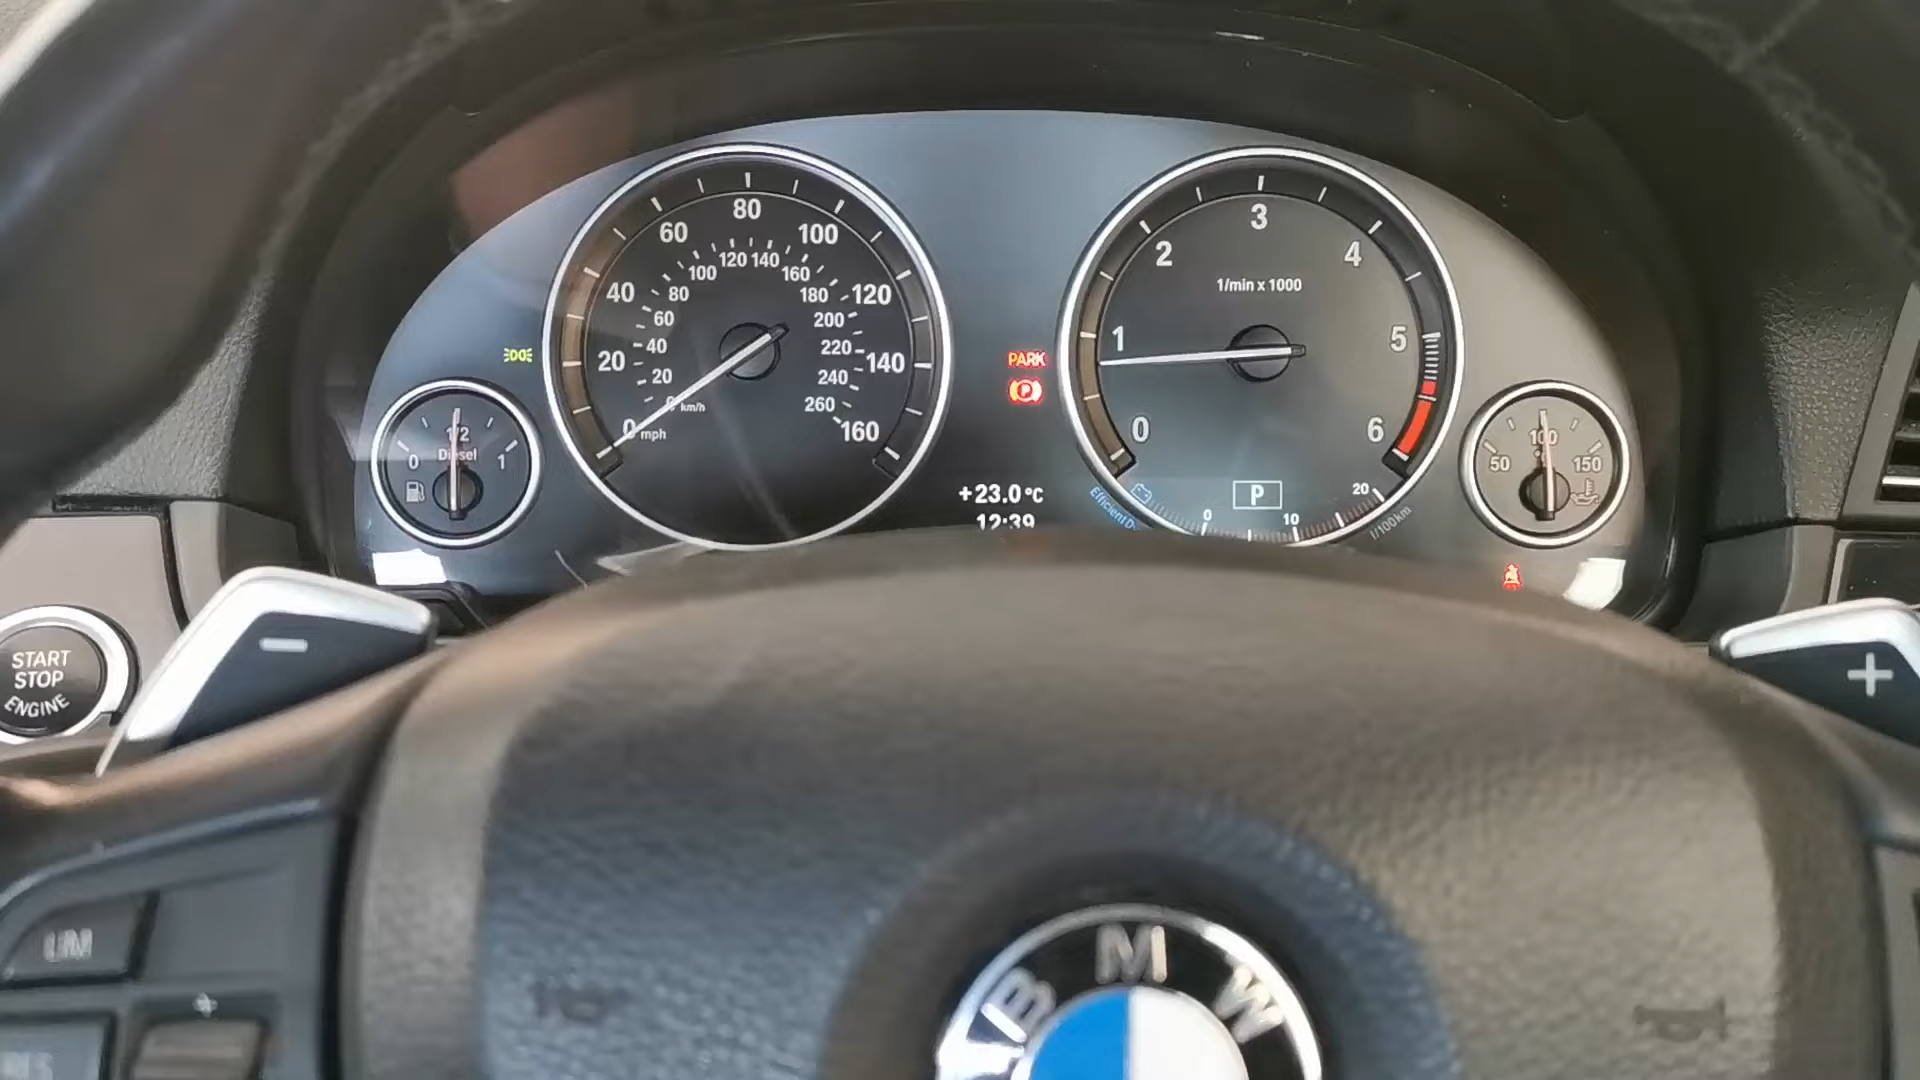 80
60
100
40
120
20
140
0 mph
160
120 140
100
160
80
180
60
200
40
220
20
240
km/h
260
3
2
4
1/min x 1000
1
5
0
6
PARK
P
1/2
Diesel
0
1
100
°C
50
150
+23.0°C
12:39
P
0
10
20
l/100km
START
STOP
ENGINE
−
+
LIM
BMW